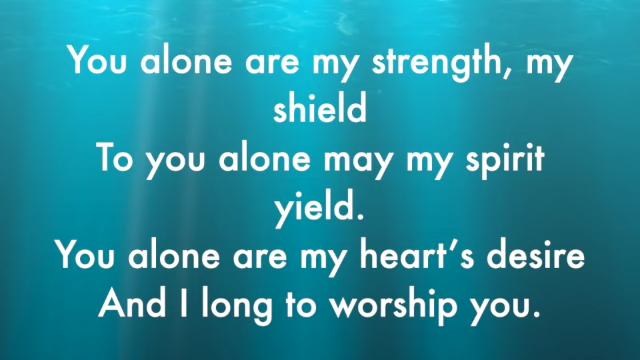 You alone are my strength, my
shield
To you alone may my spirit
yield.
You alone are my heart’s desire
And I long to worship you.